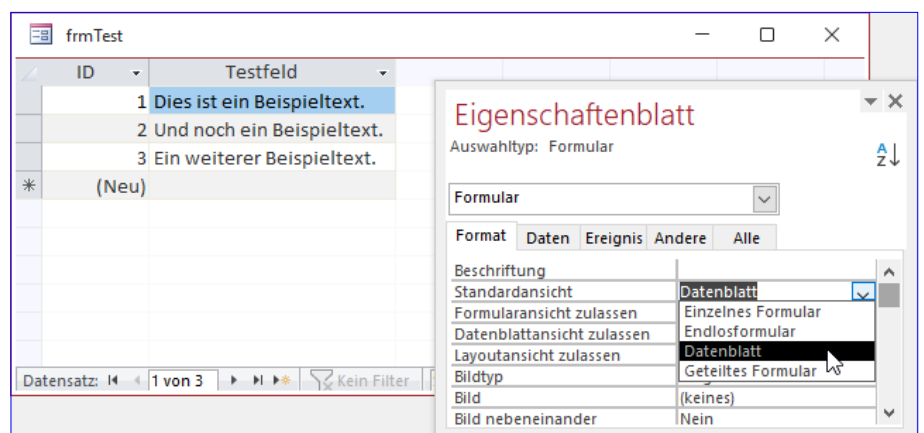 frmTest
ID Testfeld
1 Dies ist ein Beispieltext.
2 Und noch ein Beispieltext.
3 Ein weiterer Beispieltext.
(Neu)
Datensatz: 1 von 3 Kein Filter
Eigenschaftenblatt
Auswahltyp: Formular
Formular
Format Daten Ereignis Andere Alle
Beschriftung
Standardansicht Datenblatt
Formularansicht zulassen Einzelnes Formular
Datenblattansicht zulassen Endlosformular
Layoutansicht zulassen Datenblatt
Bildtyp Geteiltes Formular
Bild (keines)
Bild nebeneinander Nein